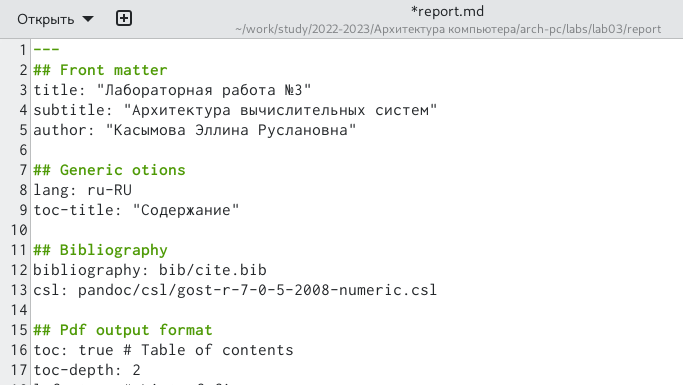 Открыть
*report.md
~/work/study/2022-2023/Архитектура компьютера/arch-pc/labs/lab03/report
1 ---
2 ## Front matter
3 title: "Лабораторная работа №3"
4 subtitle: "Архитектура вычислительных систем"
5 author: "Касымова Эллина Руслановна"
6
7 ## Generic otions
8 lang: ru-RU
9 toc-title: "Содержание"
10
11 ## Bibliography
12 bibliography: bib/cite.bib
13 csl: pandoc/csl/gost-r-7-0-5-2008-numeric.csl
14
15 ## Pdf output format
16 toc: true # Table of contents
17 toc-depth: 2